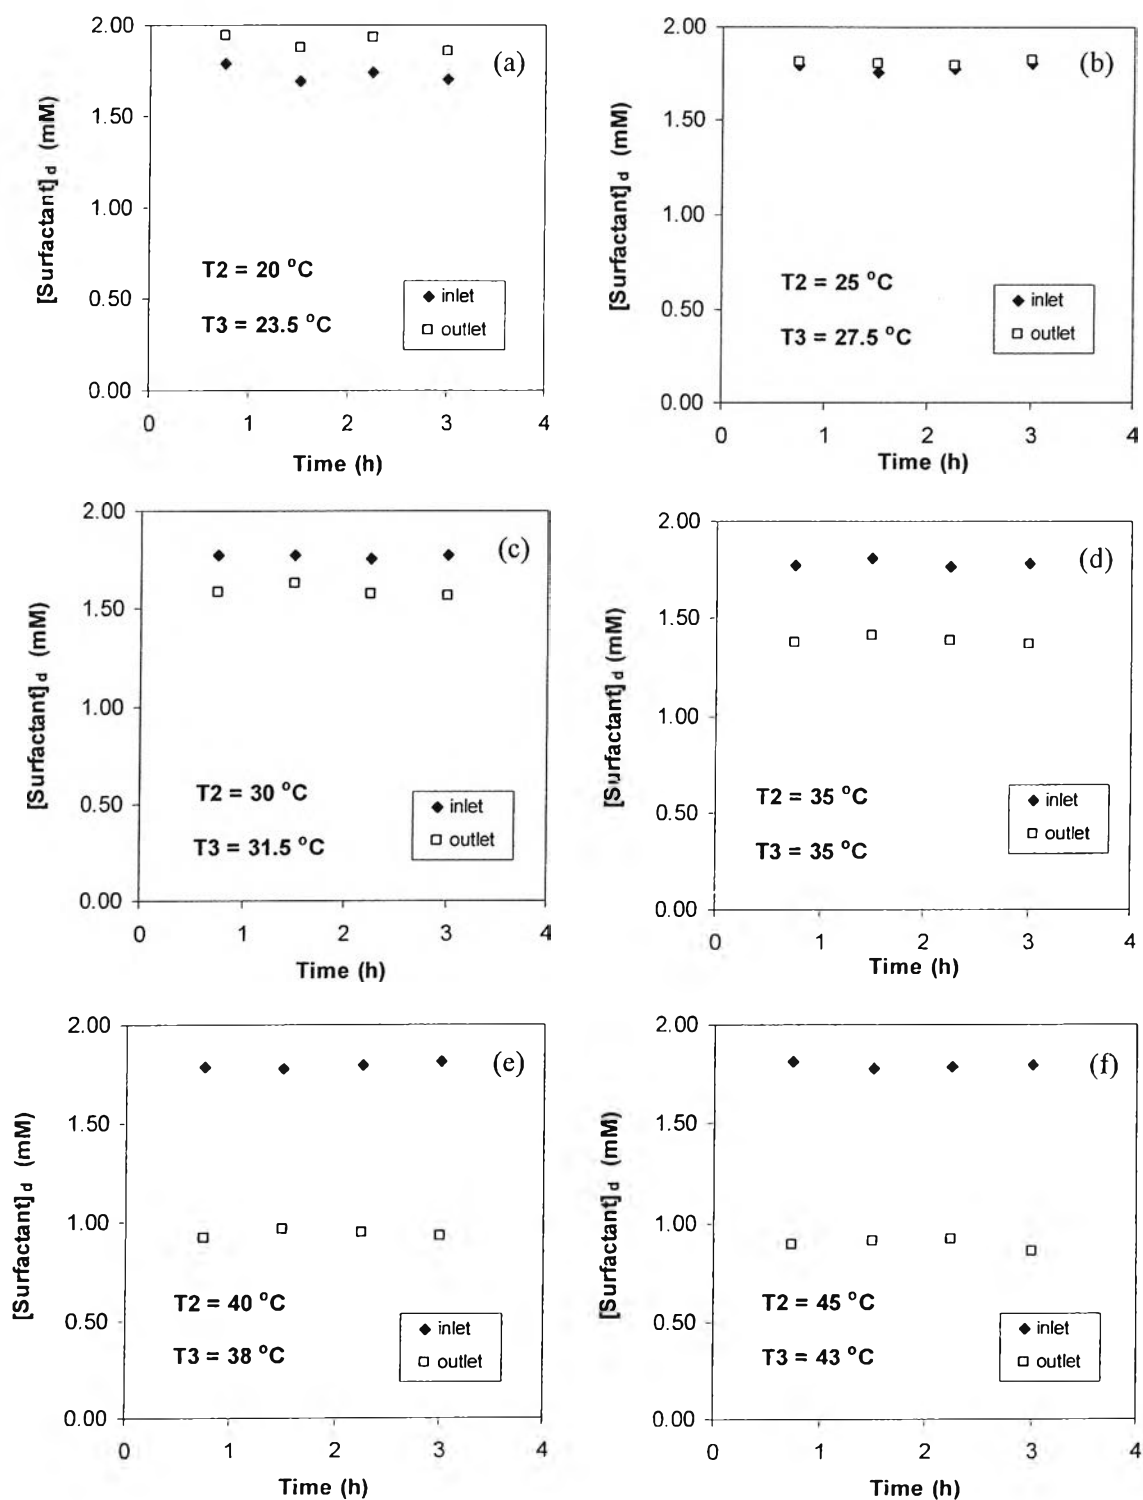 (a)
[Surfactant] d (mM)
2.00
1.50
1.00
0.50
0.00
T2 = 20 °C
T3 = 23.5 °C
inlet
outlet
0 1 2 3 4
Time (h)
(b)
[Surfactant] d (mM)
2.00
1.50
1.00
0.50
0.00
T2 = 25 °C
T3 = 27.5 °C
inlet
outlet
0 1 2 3 4
Time (h)
(c)
[Surfactant] d (mM)
2.00
1.50
1.00
0.50
0.00
T2 = 30 °C
T3 = 31.5 °C
inlet
outlet
0 1 2 3 4
Time (h)
(d)
[Surfactant] d (mM)
2.00
1.50
1.00
0.50
0.00
T2 = 35 °C
T3 = 35 °C
inlet
outlet
0 1 2 3 4
Time (h)
(e)
[Surfactant] d (mM)
2.00
1.50
1.00
0.50
0.00
T2 = 40 °C
T3 = 38 °C
inlet
outlet
0 1 2 3 4
Time (h)
(f)
[Surfactant] d (mM)
2.00
1.50
1.00
0.50
0.00
T2 = 45 °C
T3 = 43 °C
inlet
outlet
0 1 2 3 4
Time (h)